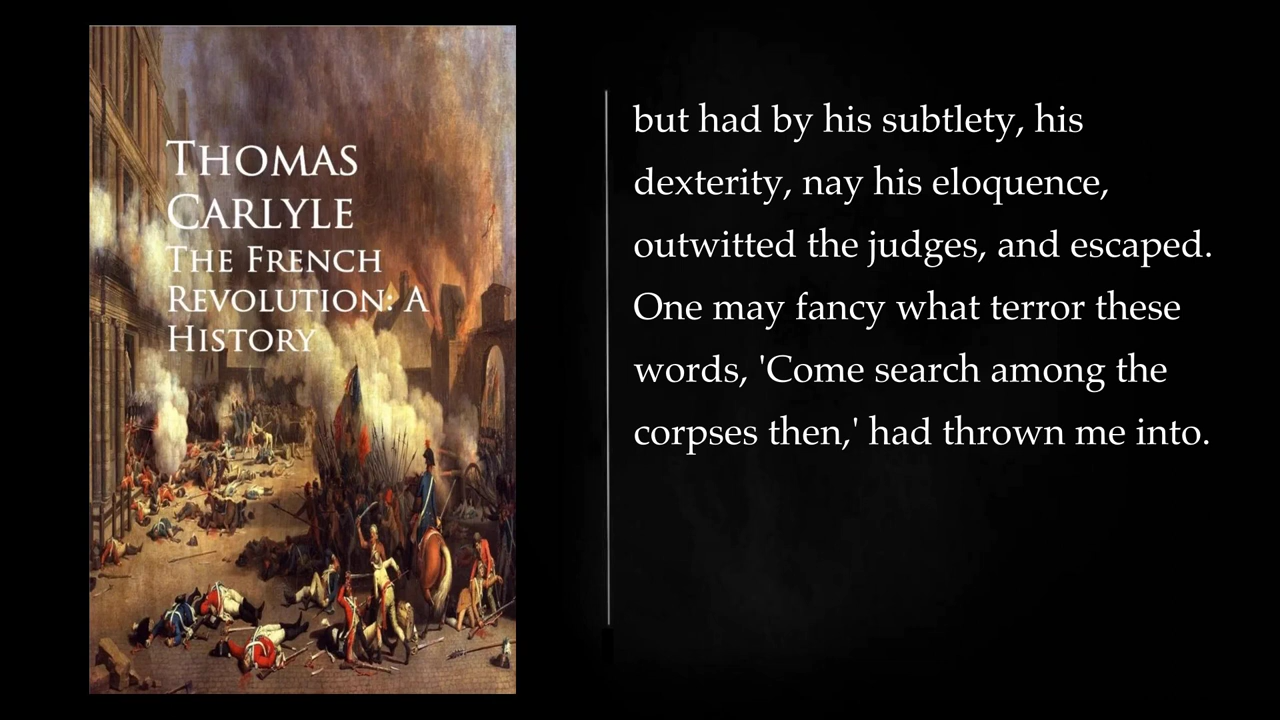 THOMAS
CARLYLE
THE FRENCH
REVOLUTION: A
HISTORY
but had by his subtlety, his
dexterity, nay his eloquence,
outwitted the judges, and escaped.
One may fancy what terror these
words, 'Come search among the
corpses then,' had thrown me into.